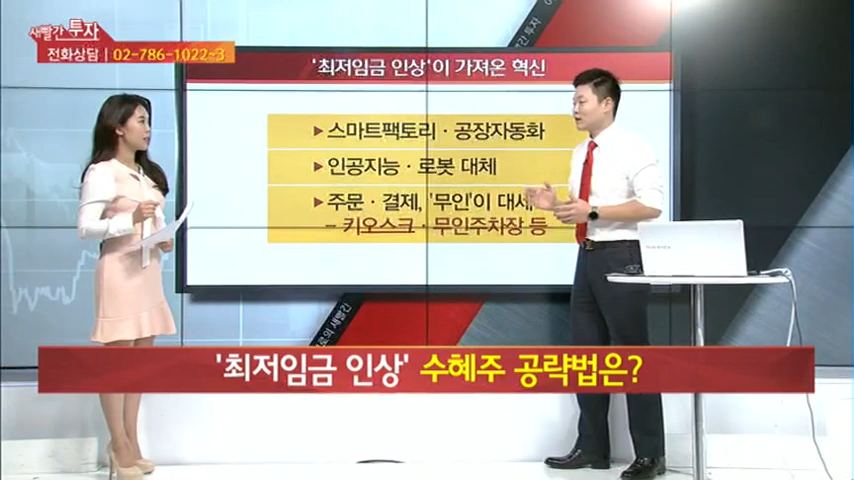 새빨간 투자
전화상담 | 02-786-1022~3
'최저임금 인상'이 가져온 혁신
▶스마트팩토리 · 공장자동화
▶인공지능 · 로봇 대체
▶주문 · 결제, '무인'이 대세
- 키오스크 · 무인주차장 등
'최저임금 인상' 수혜주 공략법은?